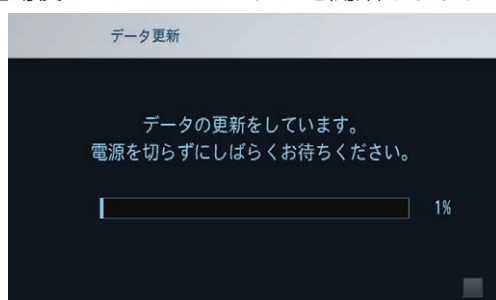 データ更新
データの更新をしています。
電源を切らずにしばらくお待ちください。
1%